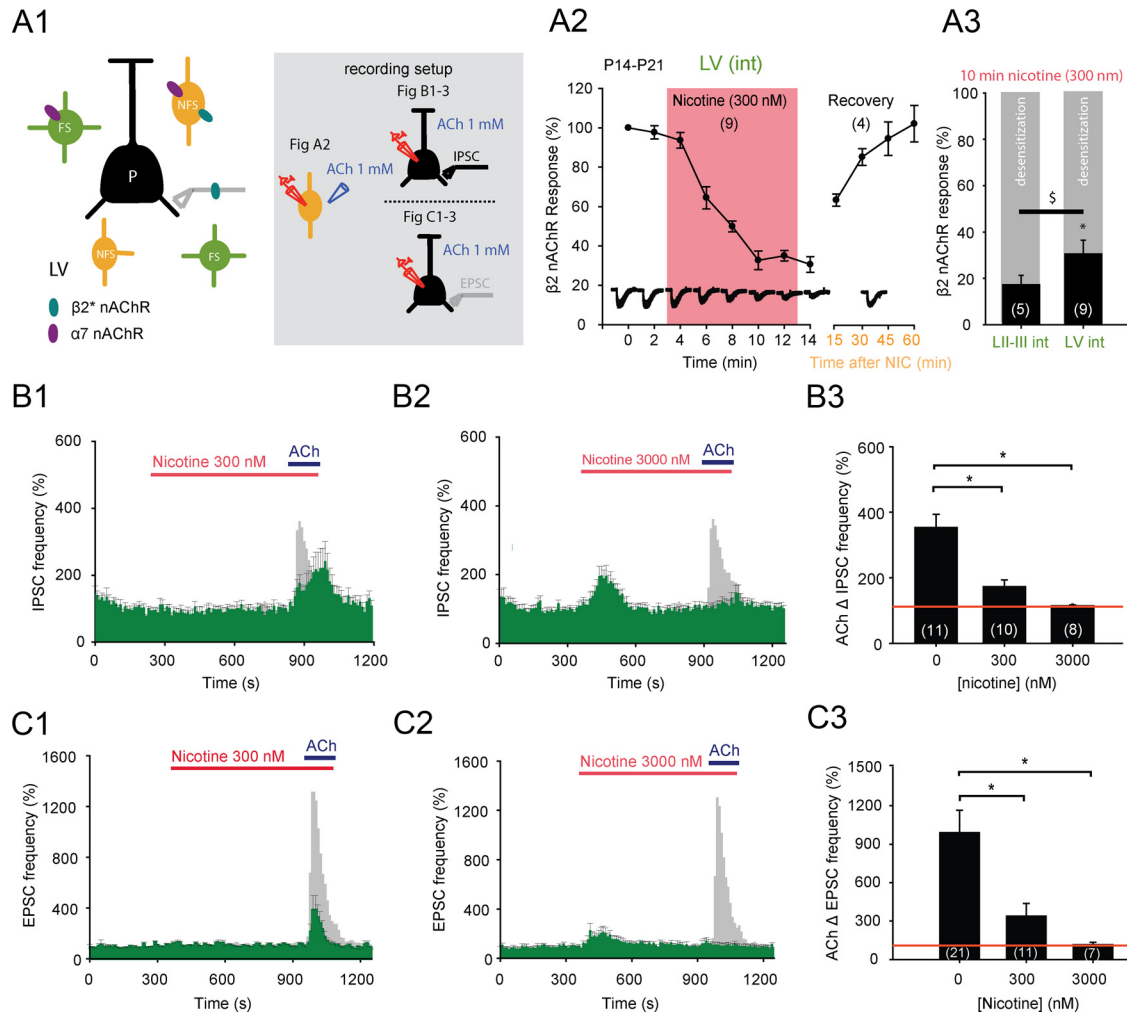 A1
FS
NFS
P
NFS
FS
LV
β2* nAChR
α7 nAChR
recording setup
Fig B1-3
ACh 1 mM
Fig A2
ACh 1 mM
IPSC
Fig C1-3
ACh 1 mM
EPSC
A2
P14-P21
LV (int)
Nicotine (300 nM)
(9)
Recovery
(4)
β2 nAChR Response (%)
120
100
80
60
40
20
0
0 2 4 6 8 10 12 14
Time (min)
15 30 45 60
Time after NIC (min)
A3
10 min nicotine (300 nm)
β2 nAChR response (%)
100
80
60
40
20
0
desensitization
desensitization
$
*
(5)
(9)
LII-III int
LV int
B1
Nicotine 300 nM
ACh
IPSC frequency (%)
600
400
200
0
0 300 600 900 1200
Time (s)
B2
Nicotine 3000 nM
ACh
IPSC frequency (%)
600
400
200
0
0 300 600 900 1200
Time (s)
B3
ACh Δ IPSC frequency (%)
600
400
200
0
*
*
(11)
(10)
(8)
0 300 3000
[nicotine] (nM)
C1
Nicotine 300 nM
ACh
EPSC frequency (%)
1600
1200
800
400
0
0 300 600 900 1200
Time (s)
C2
Nicotine 3000 nM
ACh
EPSC frequency (%)
1600
1200
800
400
0
0 300 600 900 1200
Time (s)
C3
ACh Δ EPSC frequency (%)
1500
1200
900
600
300
0
*
*
(21)
(11)
(7)
0 300 3000
[Nicotine] (nM)